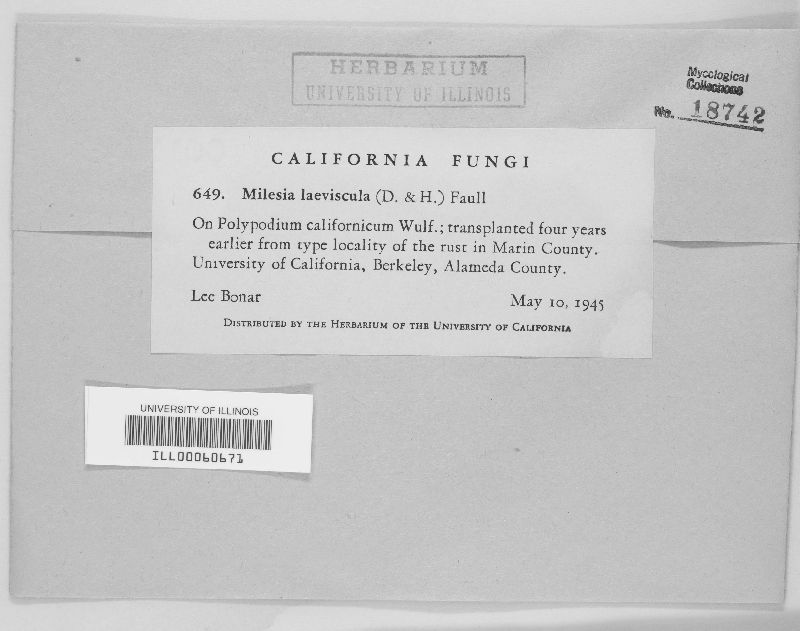 HERBARIUM
UNIVERSITY OF ILLINOIS
Mycological
Collections
No. 18742
CALIFORNIA FUNGI
649. Milesia laeviscula (D. & H.) Faull
On Polypodium californicum Wulf.; transplanted four years
earlier from type locality of the rust in Marin County.
University of California, Berkeley, Alameda County.
Lee Bonar May 10, 1945
DISTRIBUTED BY THE HERBARIUM OF THE UNIVERSITY OF CALIFORNIA
UNIVERSITY OF ILLINOIS
ILL00060671